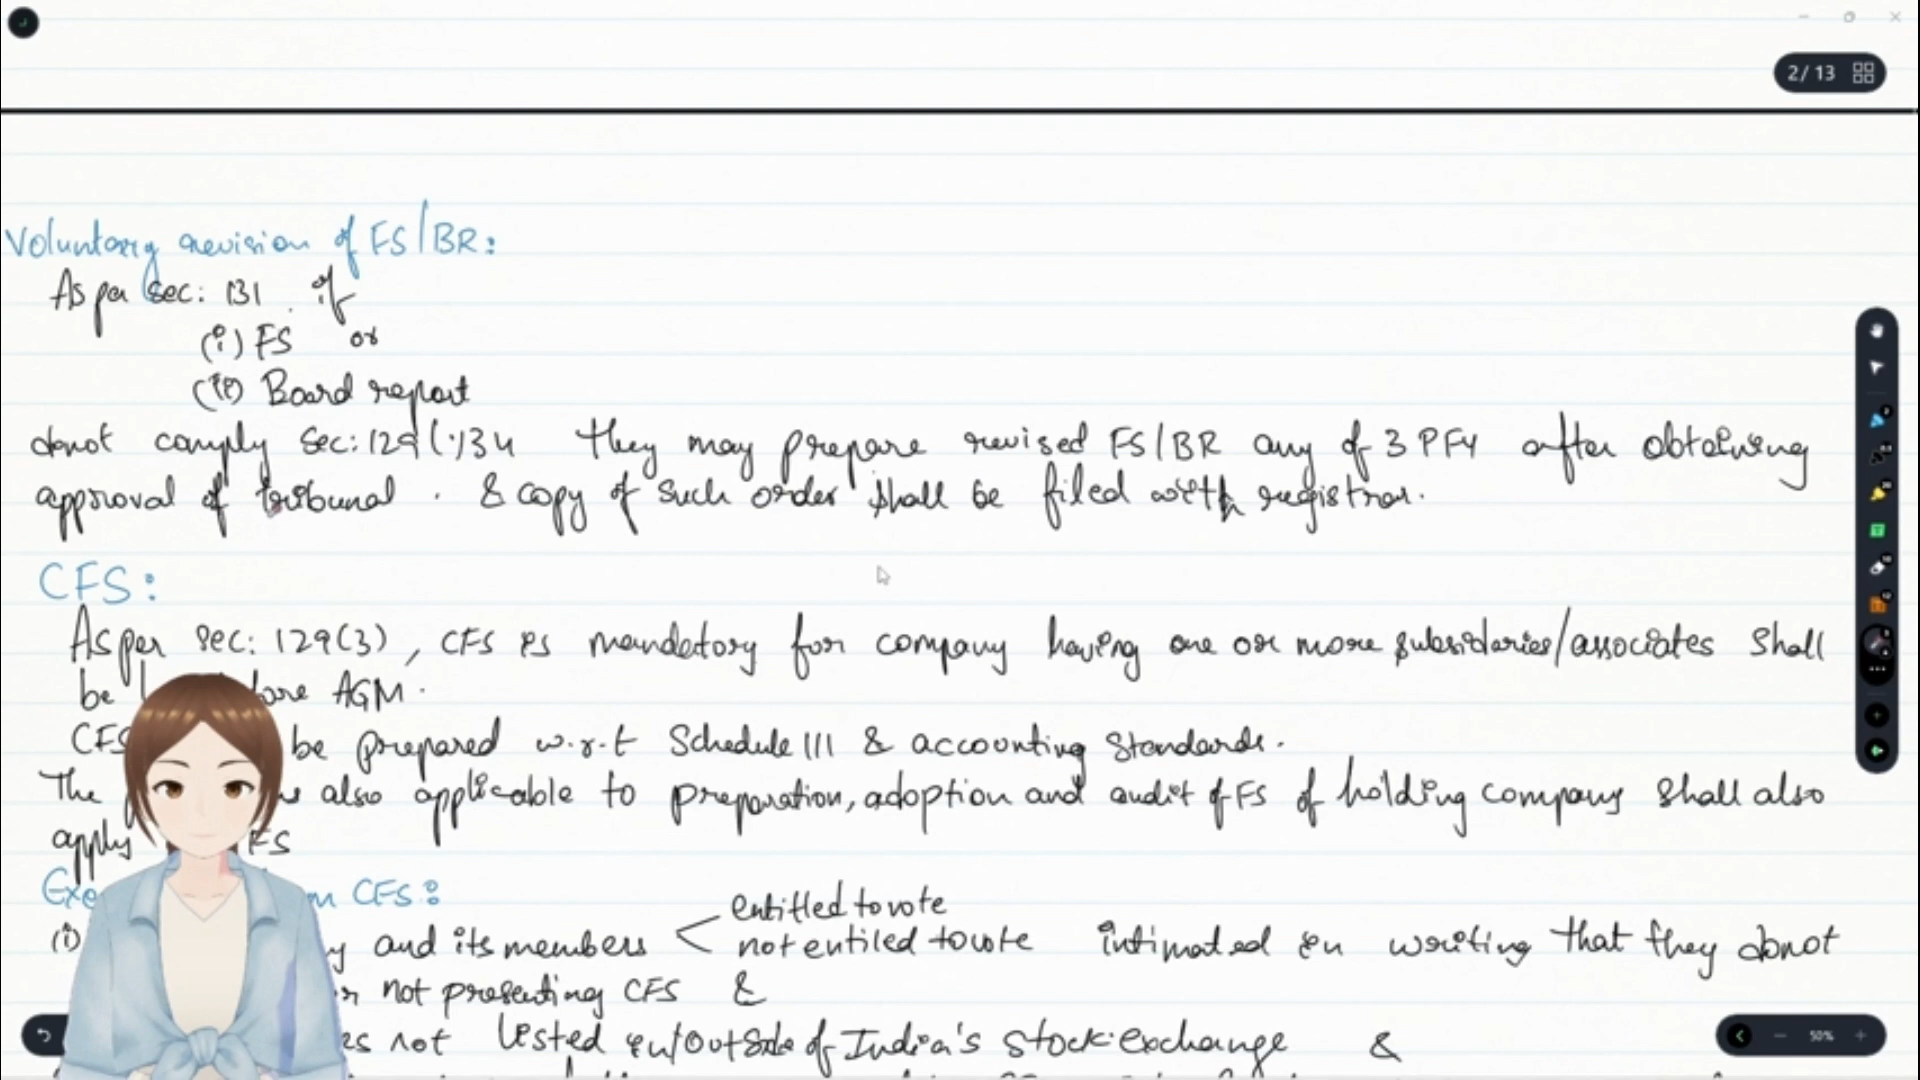 2/13
Voluntary revision of FS/BR:
As per sec: 131 if
(i) FS or
(ii) Board report
donot comply sec: 129(.)134 they may prepare revised FS/BR any of 3 PFY after obtaining
approval of tribunal. & copy of such order shall be filed with registrar.
CFS:
As per sec: 129(3), CFS is mandatory for company having one or more subsidaries/associates shall
be AGM.
CFS be prepared w.r.t Schedule III & accounting standards.
The also applicable to preparation, adoption and audit of FS of holding company shall also
apply FS
CFS:
(i) and its members entitled to vote
not entiled to vote intimated in writing that they donot
not presenting CFS &
not listed in/outside of India's stock exchange &
50%